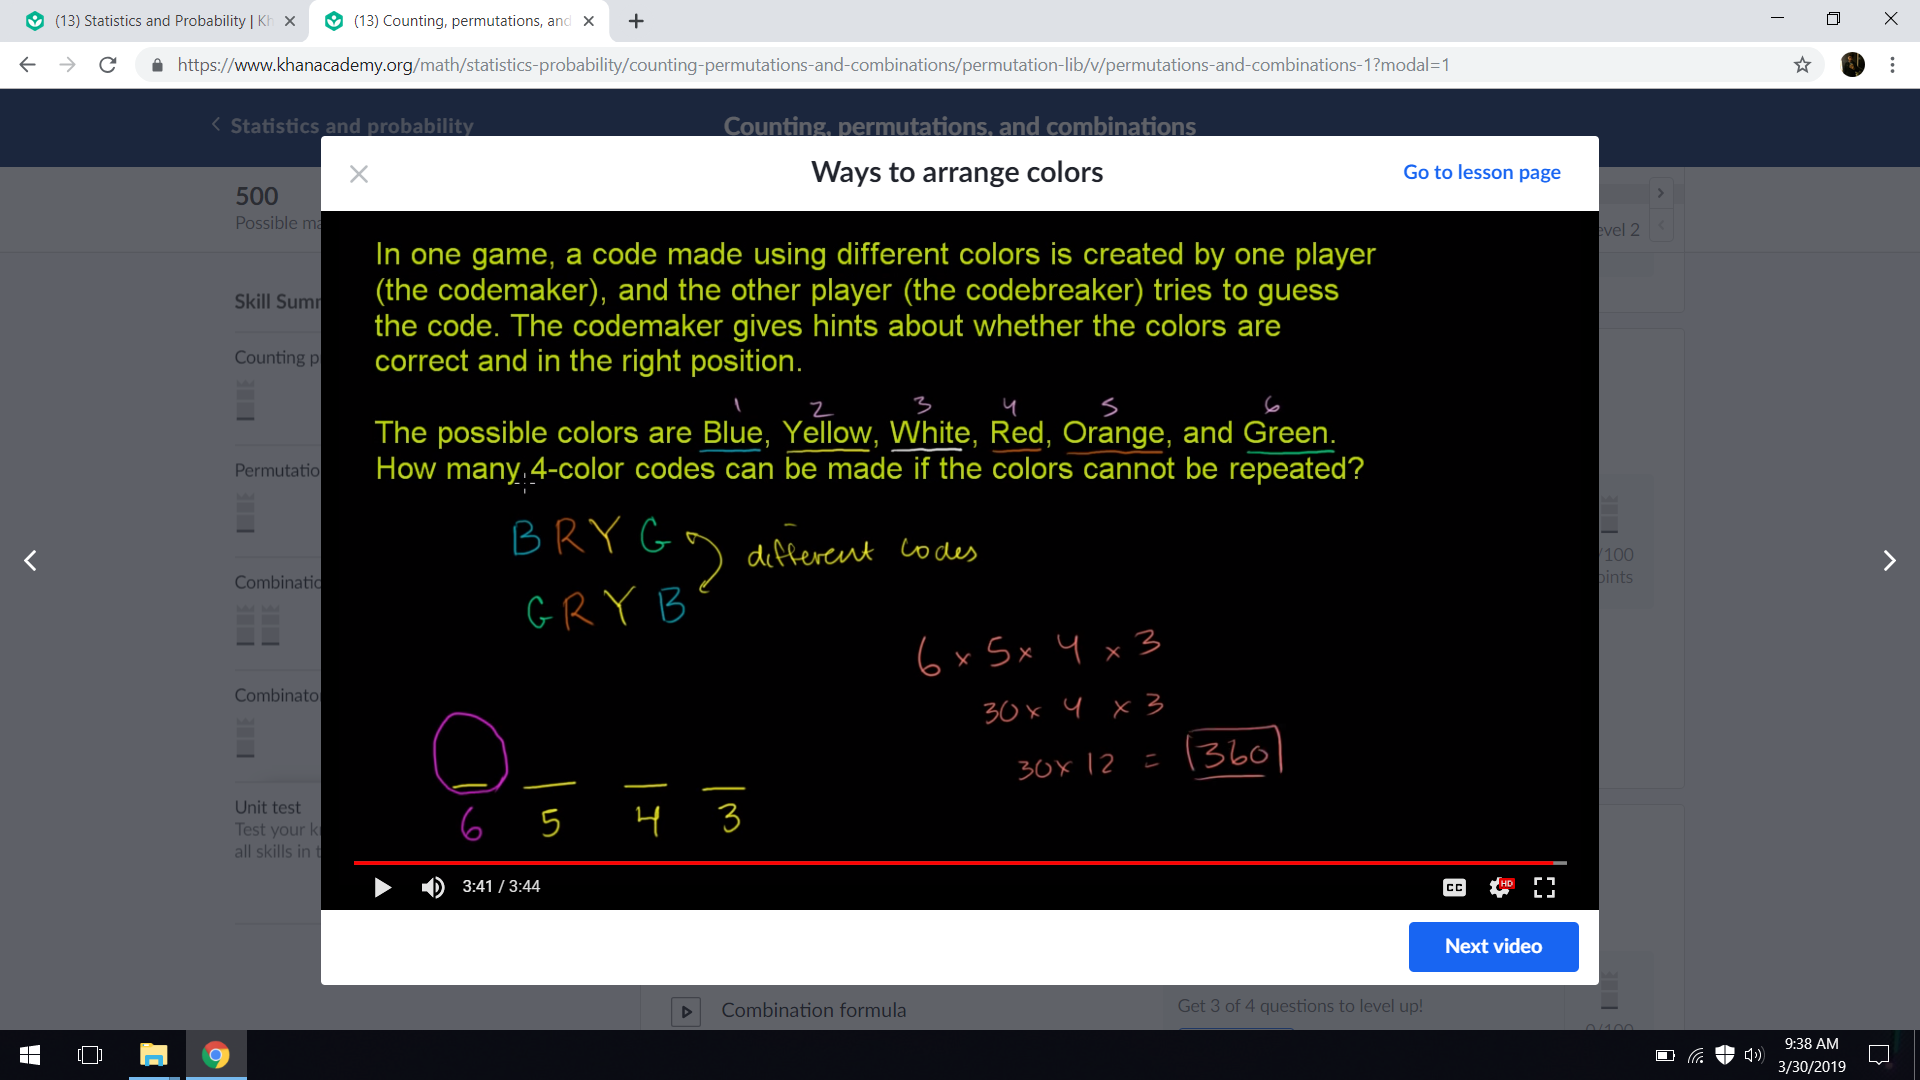 (13) Statistics and Probability | Kh
(13) Counting, permutations, and
https://www.khanacademy.org/math/statistics-probability/counting-permutations-and-combinations/permutation-lib/v/permutations-and-combinations-1?modal=1
Statistics and probability
Counting, permutations, and combinations
Ways to arrange colors
Go to lesson page
500
Possible ma
evel 2
Skill Summ
Counting p
Permutatio
Combinatio
Combinato
Unit test
Test your k
all skills in t
In one game, a code made using different colors is created by one player
(the codemaker), and the other player (the codebreaker) tries to guess
the code. The codemaker gives hints about whether the colors are
correct and in the right position.
1 2 3 4 5 6
The possible colors are Blue, Yellow, White, Red, Orange, and Green.
How many 4-color codes can be made if the colors cannot be repeated?
B R Y G
different codes
G R Y B
6 x 5 x 4 x 3
30 x 4 x 3
30 x 12 = 360
6 5 4 3
/100
oints
3:41 / 3:44
CC
HD
Next video
Combination formula
Get 3 of 4 questions to level up!
0/100
9:38 AM
3/30/2019